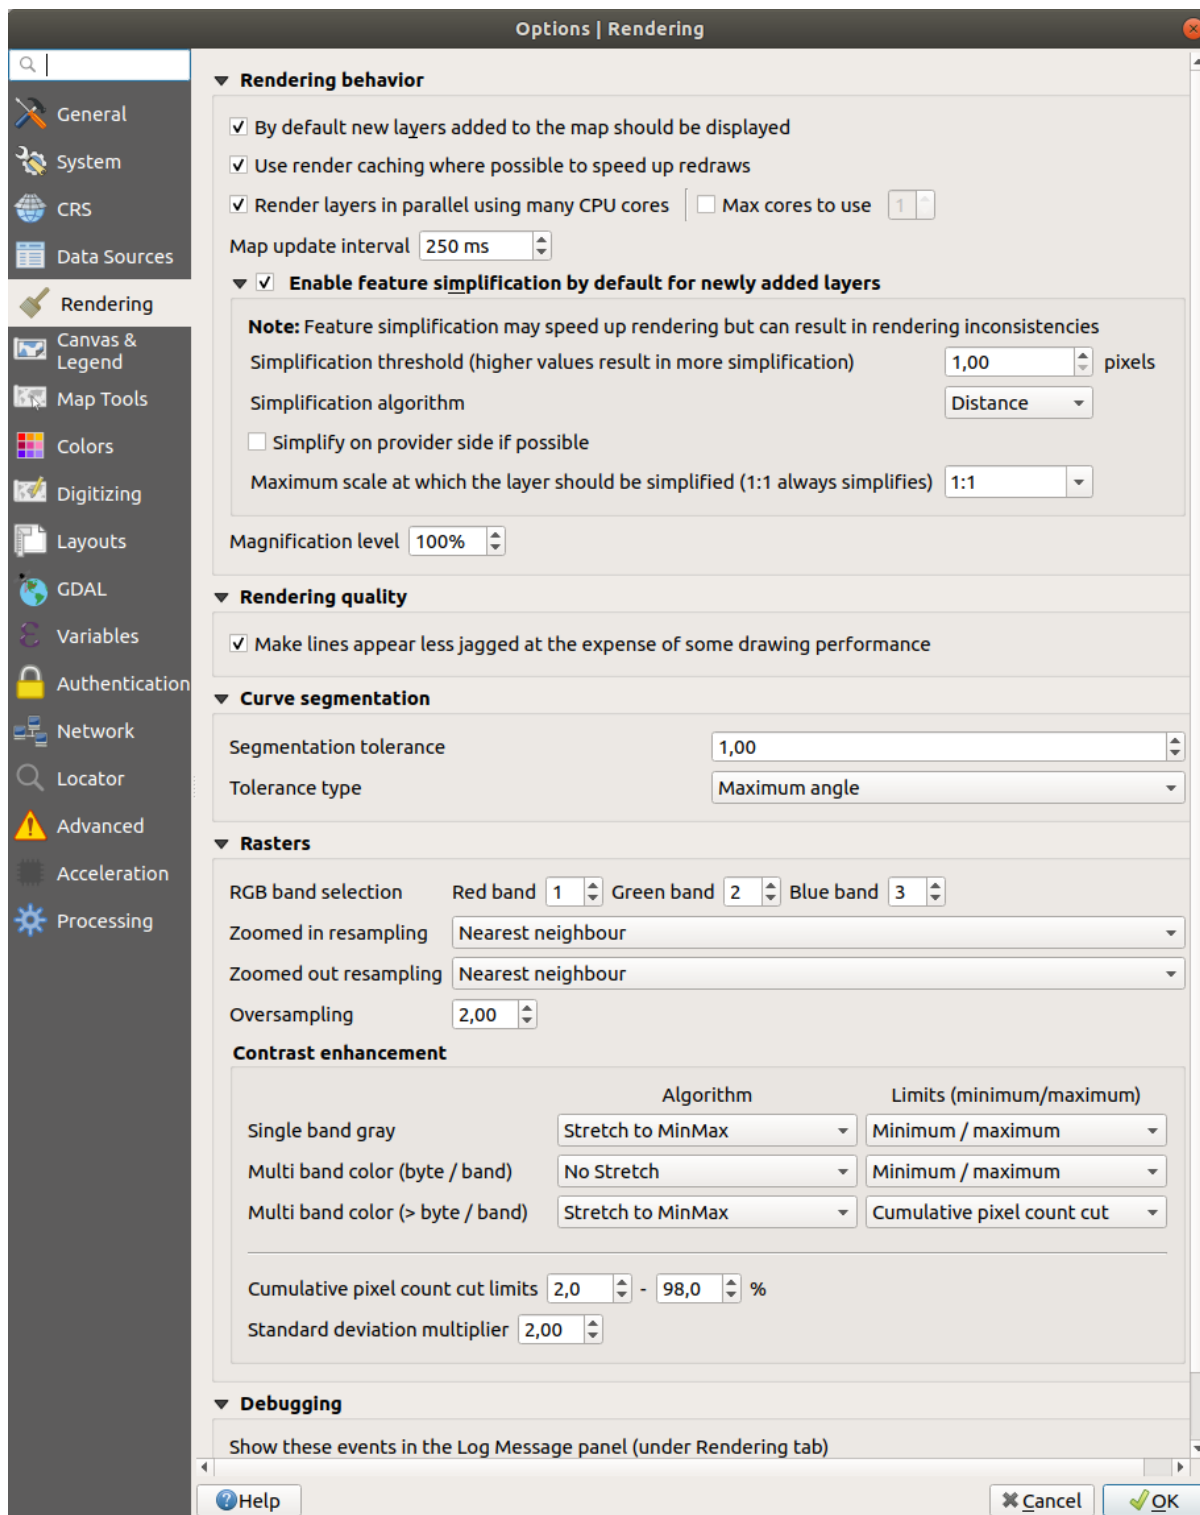 Options | Rendering
General
System
CRS
Data Sources
Rendering
Canvas &
Legend
Map Tools
Colors
Digitizing
Layouts
GDAL
Variables
Authentication
Network
Locator
Advanced
Acceleration
Processing
Rendering behavior
By default new layers added to the map should be displayed
Use render caching where possible to speed up redraws
Render layers in parallel using many CPU cores Max cores to use 1
Map update interval 250 ms
Enable feature simplification by default for newly added layers
Note: Feature simplification may speed up rendering but can result in rendering inconsistencies
Simplification threshold (higher values result in more simplification) 1,00 pixels
Simplification algorithm Distance
Simplify on provider side if possible
Maximum scale at which the layer should be simplified (1:1 always simplifies) 1:1
Magnification level 100%
Rendering quality
Make lines appear less jagged at the expense of some drawing performance
Curve segmentation
Segmentation tolerance 1,00
Tolerance type Maximum angle
Rasters
RGB band selection Red band 1 Green band 2 Blue band 3
Zoomed in resampling Nearest neighbour
Zoomed out resampling Nearest neighbour
Oversampling 2,00
Contrast enhancement
Algorithm Limits (minimum/maximum)
Single band gray Stretch to MinMax Minimum / maximum
Multi band color (byte / band) No Stretch Minimum / maximum
Multi band color (> byte / band) Stretch to MinMax Cumulative pixel count cut
Cumulative pixel count cut limits 2,0 - 98,0 %
Standard deviation multiplier 2,00
Debugging
Show these events in the Log Message panel (under Rendering tab)
Help Cancel OK